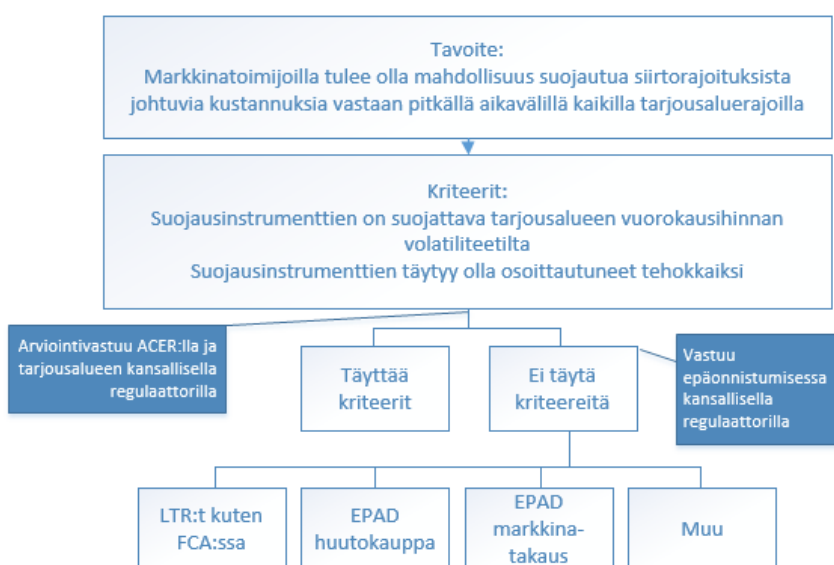 Tavoite:
Markkinatoimijoilla tulee olla mahdollisuus suojautua siirtorajoituksista
johtuvia kustannuksia vastaan pitkällä aikavälillä kaikilla tarjousaluerajoilla
Kriteerit:
Suojausinstrumenttien on suojattava tarjousalueen vuorokausihinnan
volatiliteetilta
Suojausinstrumenttien täytyy olla osoittautuneet tehokkaiksi
Arviointivastuu ACER:lla ja
tarjousalueen kansallisella
regulaattorilla
Täyttää
kriteerit
Ei täytä
kriteereitä
Vastuu
epäonnistumisessa
kansallisella
regulaattorilla
LTR:t kuten
FCA:ssa
EPAD
huutokauppa
EPAD
markkina-
takaus
Muu